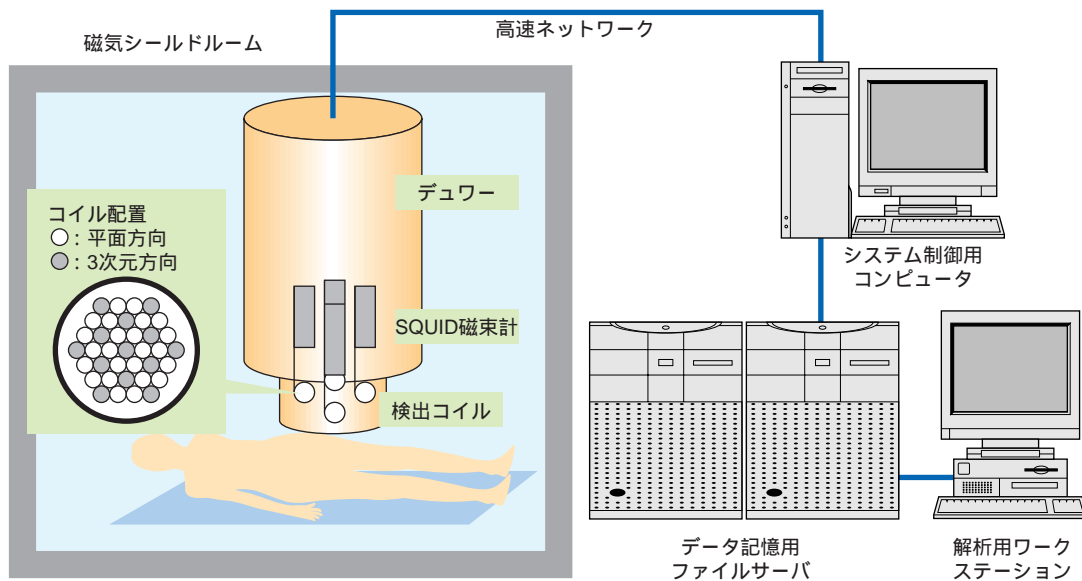 高速ネットワーク
磁気シールドルーム
デュワー
コイル配置
○：平面方向
●：3次元方向
システム制御用
コンピュータ
SQUID磁束計
検出コイル
データ記憶用
ファイルサーバ
解析用ワーク
ステーション